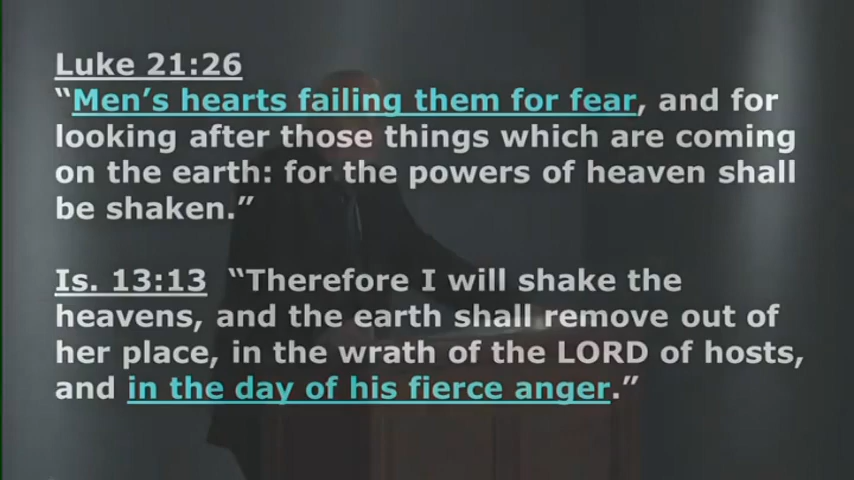 Luke 21:26
“Men’s hearts failing them for fear, and for
looking after those things which are coming
on the earth: for the powers of heaven shall
be shaken.”
Is. 13:13 “Therefore I will shake the
heavens, and the earth shall remove out of
her place, in the wrath of the LORD of hosts,
and in the day of his fierce anger.”